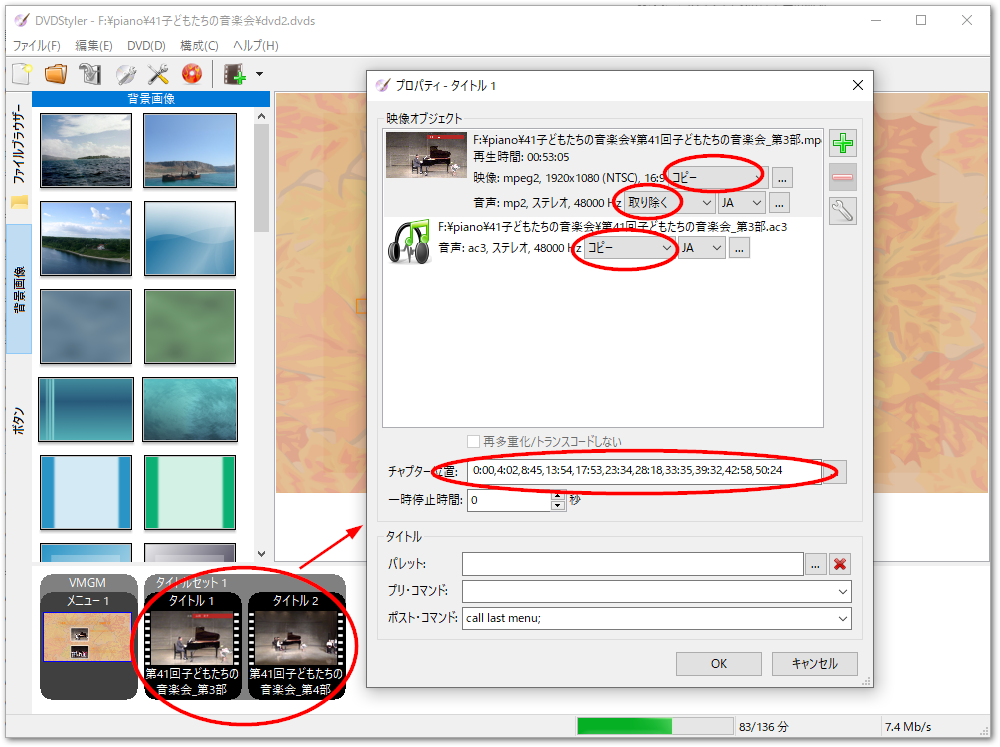 DVDStyler - F:¥piano¥41子どもたちの音楽会¥dvd2.dvds
ファイル(F) 編集(E) DVD(D) 構成(C) ヘルプ(H)
ファイルブラウザー
背景画像
ボタン
背景画像
プロパティ - タイトル 1
映像オブジェクト
F:¥piano¥41子どもたちの音楽会¥第41回子どもたちの音楽会_第3部.mp
再生時間: 00:53:05
映像: mpeg2, 1920x1080 (NTSC), 16:9 コピー ...
音声: mp2, ステレオ, 48000 Hz 取り除く JA ...
F:¥piano¥41子どもたちの音楽会¥第41回子どもたちの音楽会_第3部.ac3
音声: ac3, ステレオ, 48000 Hz コピー JA ...
再多重化/トランスコードしない
チャプター位置: 0:00,4:02,8:45,13:54,17:53,23:34,28:18,33:35,39:32,42:58,50:24
一時停止時間: 0 秒
タイトル
パレット: ...
プリ・コマンド:
ポスト・コマンド: call last menu;
OK キャンセル
VMGM
メニュー 1
タイトルセット 1
タイトル 1
第41回子どもたちの
音楽会_第3部
タイトル 2
第41回子どもたちの
音楽会_第4部
83/136 分 7.4 Mb/s